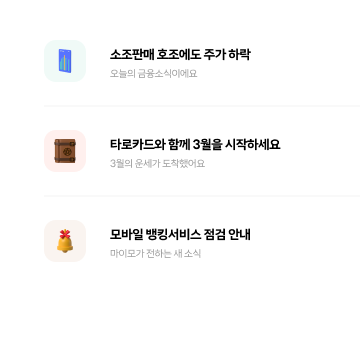 소조판매 호조에도 주가 하락
오늘의 금융소식이에요
타로카드와 함께 3월을 시작하세요
3월의 운세가 도착했어요
모바일 뱅킹서비스 점검 안내
마이모가 전하는 새 소식